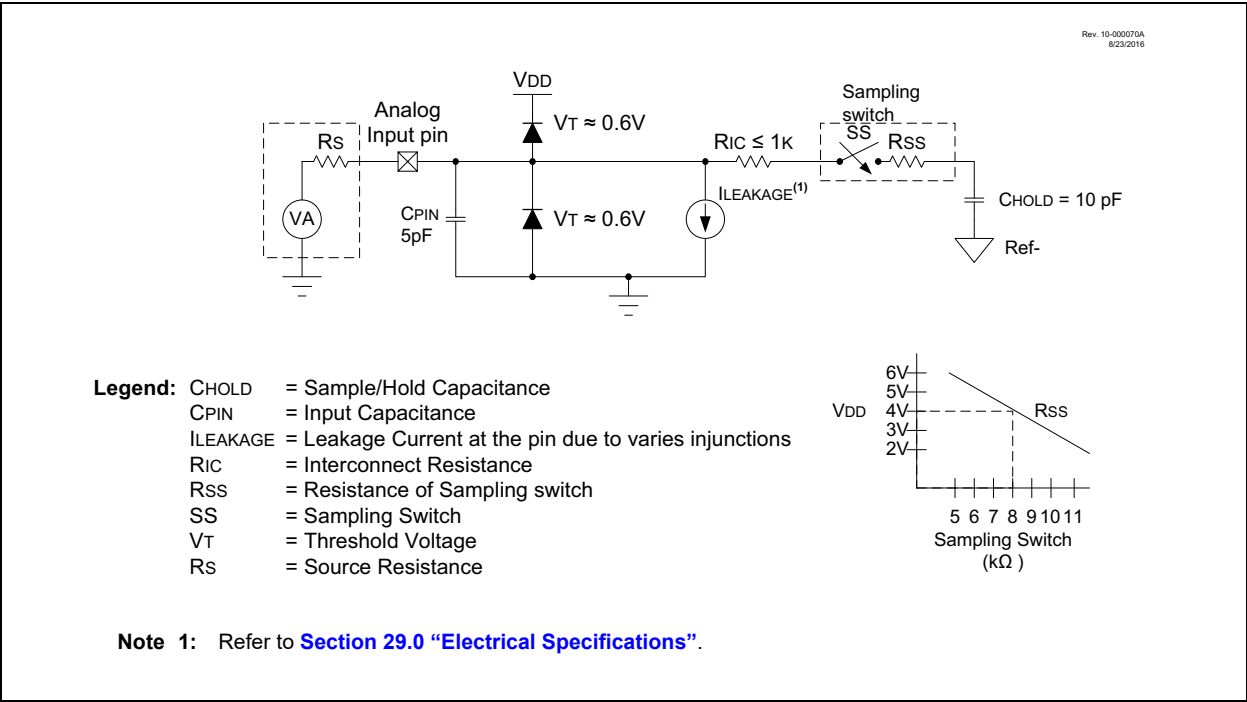 Rev. 10-000070A
8/23/2016
VDD
Analog
Input pin
VT ≈ 0.6V
Sampling
switch
SS
RS
RIC ≤ 1K
RSS
VA
CPIN
5pF
VT ≈ 0.6V
ILEAKAGE(1)
CHOLD = 10 pF
Ref-
Legend: CHOLD = Sample/Hold Capacitance
CPIN = Input Capacitance
ILEAKAGE = Leakage Current at the pin due to varies injunctions
RIC = Interconnect Resistance
RSS = Resistance of Sampling switch
SS = Sampling Switch
VT = Threshold Voltage
RS = Source Resistance
6V
5V
VDD 4V RSS
3V
2V
5 6 7 8 9 10 11
Sampling Switch
(kΩ )
Note 1: Refer to Section 29.0 “Electrical Specifications”.